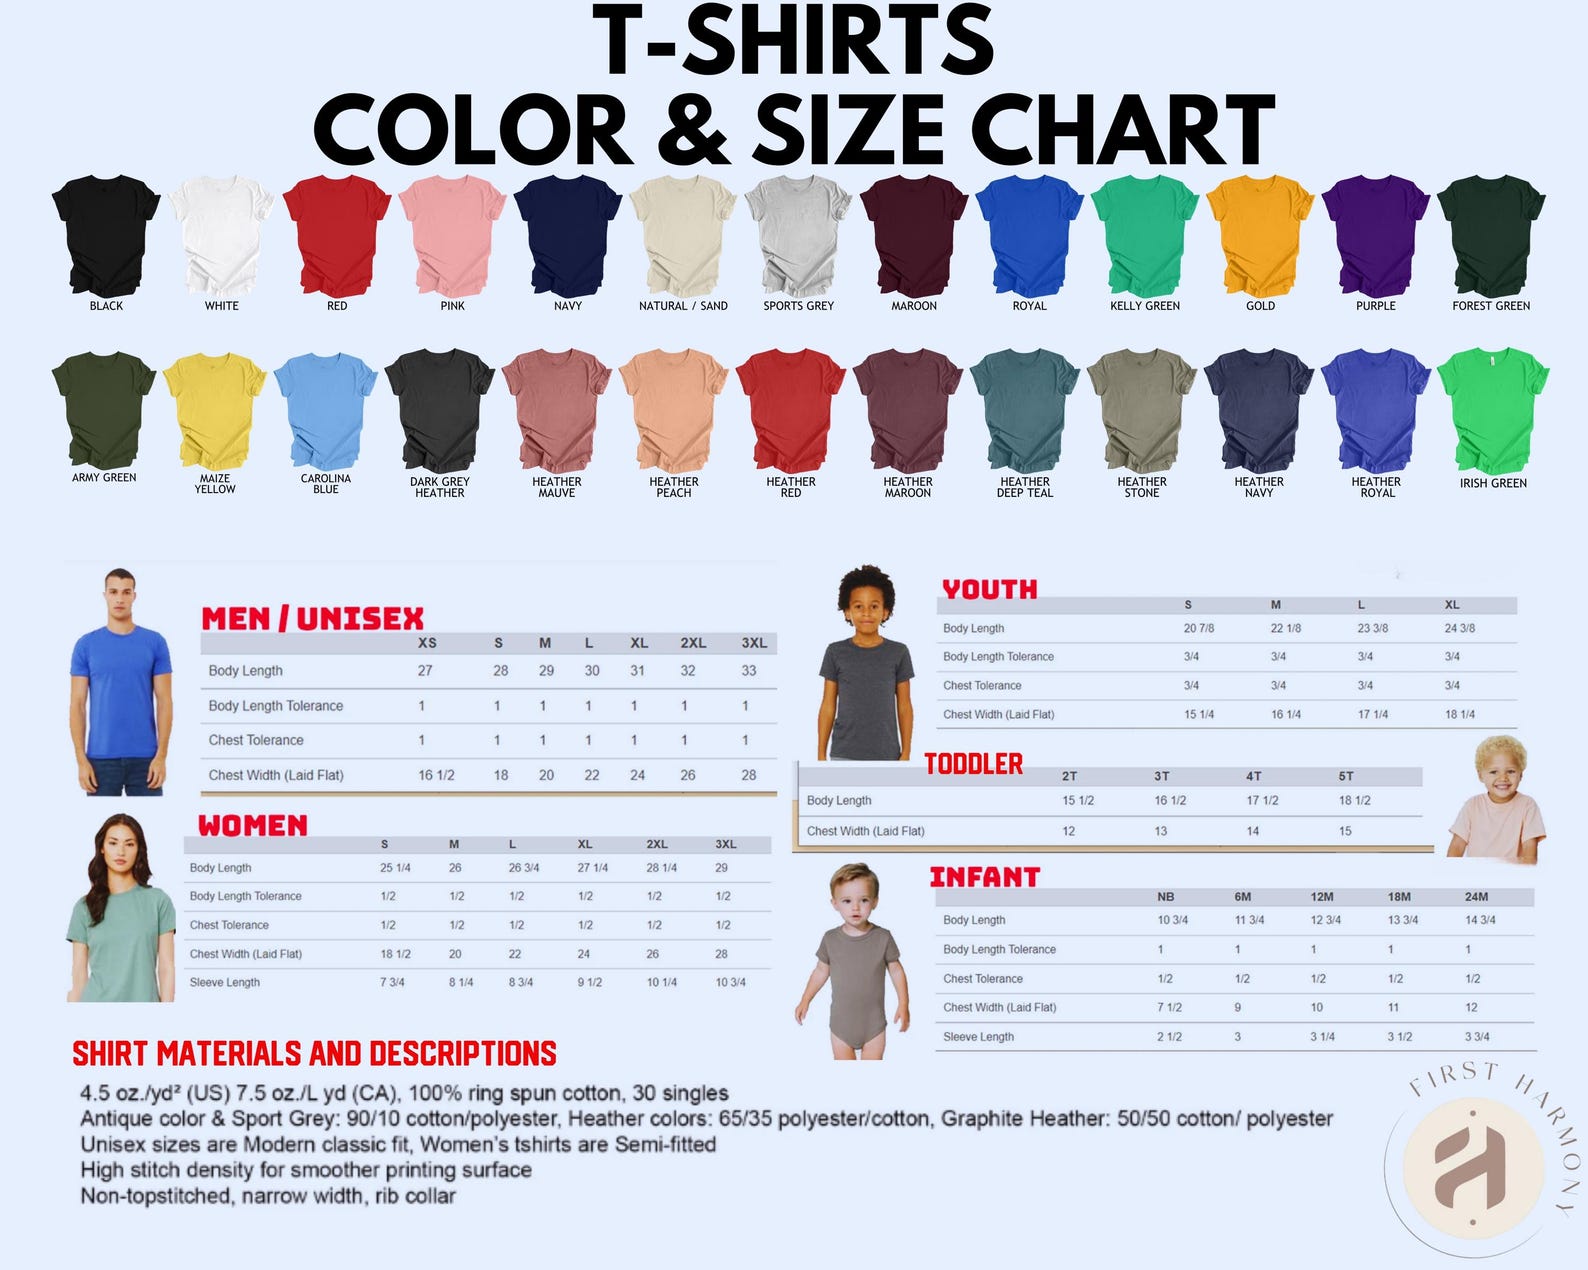 T-SHIRTS
COLOR & SIZE CHART
BLACK WHITE RED PINK NAVY NATURAL / SAND SPORTS GREY MAROON ROYAL KELLY GREEN GOLD PURPLE FOREST GREEN
ARMY GREEN
MAIZE
YELLOW
CAROLINA
BLUE
DARK GREY
HEATHER
HEATHER
MAUVE
HEATHER
PEACH
HEATHER
RED
HEATHER
MAROON
HEATHER
DEEP TEAL
HEATHER
STONE
HEATHER
NAVY
HEATHER
ROYAL
IRISH GREEN
MEN / UNISEX
XS S M L XL 2XL 3XL
Body Length 27 28 29 30 31 32 33
Body Length Tolerance 1 1 1 1 1 1 1
Chest Tolerance 1 1 1 1 1 1 1
Chest Width (Laid Flat) 16 1/2 18 20 22 24 26 28
WOMEN
S M L XL 2XL 3XL
Body Length 25 1/4 26 26 3/4 27 1/4 28 1/4 29
Body Length Tolerance 1/2 1/2 1/2 1/2 1/2 1/2
Chest Tolerance 1/2 1/2 1/2 1/2 1/2 1/2
Chest Width (Laid Flat) 18 1/2 20 22 24 26 28
Sleeve Length 7 3/4 8 1/4 8 3/4 9 1/2 10 1/4 10 3/4
YOUTH
S M L XL
Body Length 20 7/8 22 1/8 23 3/8 24 3/8
Body Length Tolerance 3/4 3/4 3/4 3/4
Chest Tolerance 3/4 3/4 3/4 3/4
Chest Width (Laid Flat) 15 1/4 16 1/4 17 1/4 18 1/4
TODDLER
2T 3T 4T 5T
Body Length 15 1/2 16 1/2 17 1/2 18 1/2
Chest Width (Laid Flat) 12 13 14 15
INFANT
NB 6M 12M 18M 24M
Body Length 10 3/4 11 3/4 12 3/4 13 3/4 14 3/4
Body Length Tolerance 1 1 1 1 1
Chest Tolerance 1/2 1/2 1/2 1/2 1/2
Chest Width (Laid Flat) 7 1/2 9 10 11 12
Sleeve Length 2 1/2 3 3 1/4 3 1/2 3 3/4
SHIRT MATERIALS AND DESCRIPTIONS
4.5 oz./yd² (US) 7.5 oz./L yd (CA), 100% ring spun cotton, 30 singles
Antique color & Sport Grey: 90/10 cotton/polyester, Heather colors: 65/35 polyester/cotton, Graphite Heather: 50/50 cotton/ polyester
Unisex sizes are Modern classic fit, Women's tshirts are Semi-fitted
High stitch density for smoother printing surface
Non-topstitched, narrow width, rib collar
FIRST HARMONY